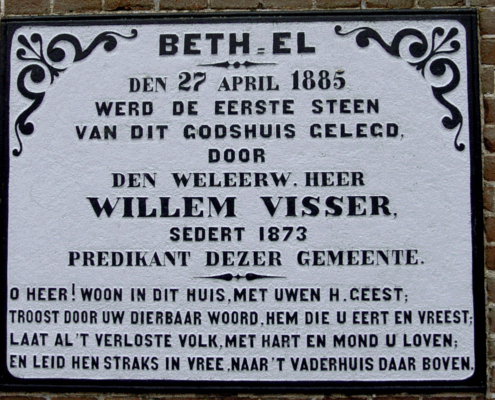 BETH=EL
DEN 27 APRIL 1885
WERD DE EERSTE STEEN
VAN DIT GODSHUIS GELEGD,
DOOR
DEN WELEERW. HEER
WILLEM VISSER,
SEDERT 1873
PREDIKANT DEZER GEMEENTE.
O HEER! WOON IN DIT HUIS, MET UWEN H. GEEST;
TROOST DOOR UW DIERBAAR WOORD, HEM DIE U EERT EN VREEST;
LAAT AL'T VERLOSTE VOLK, MET HART EN MOND U LOVEN;
EN LEID HEN STRAKS IN VREE, NAAR'T VADERHUIS DAAR BOVEN.